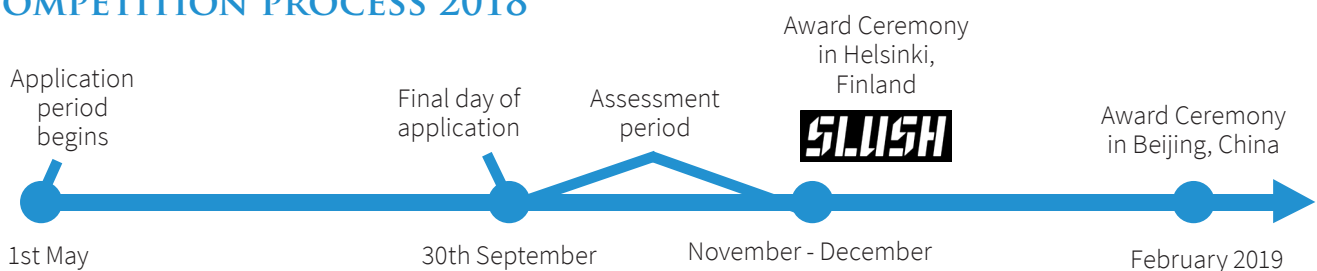 OMPETITION PROCESS 2018
Application
period
begins
Final day of
application
Assessment
period
Award Ceremony
in Helsinki,
Finland
SLUSH
Award Ceremony
in Beijing, China
1st May
30th September
November - December
February 2019